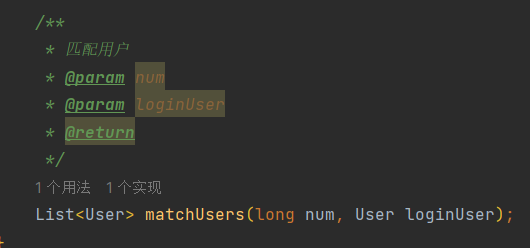 /**
* 匹配用户
* @param num
* @param loginUser
* @return
*/
1个用法 1个实现
List<User> matchUsers(long num, User loginUser);